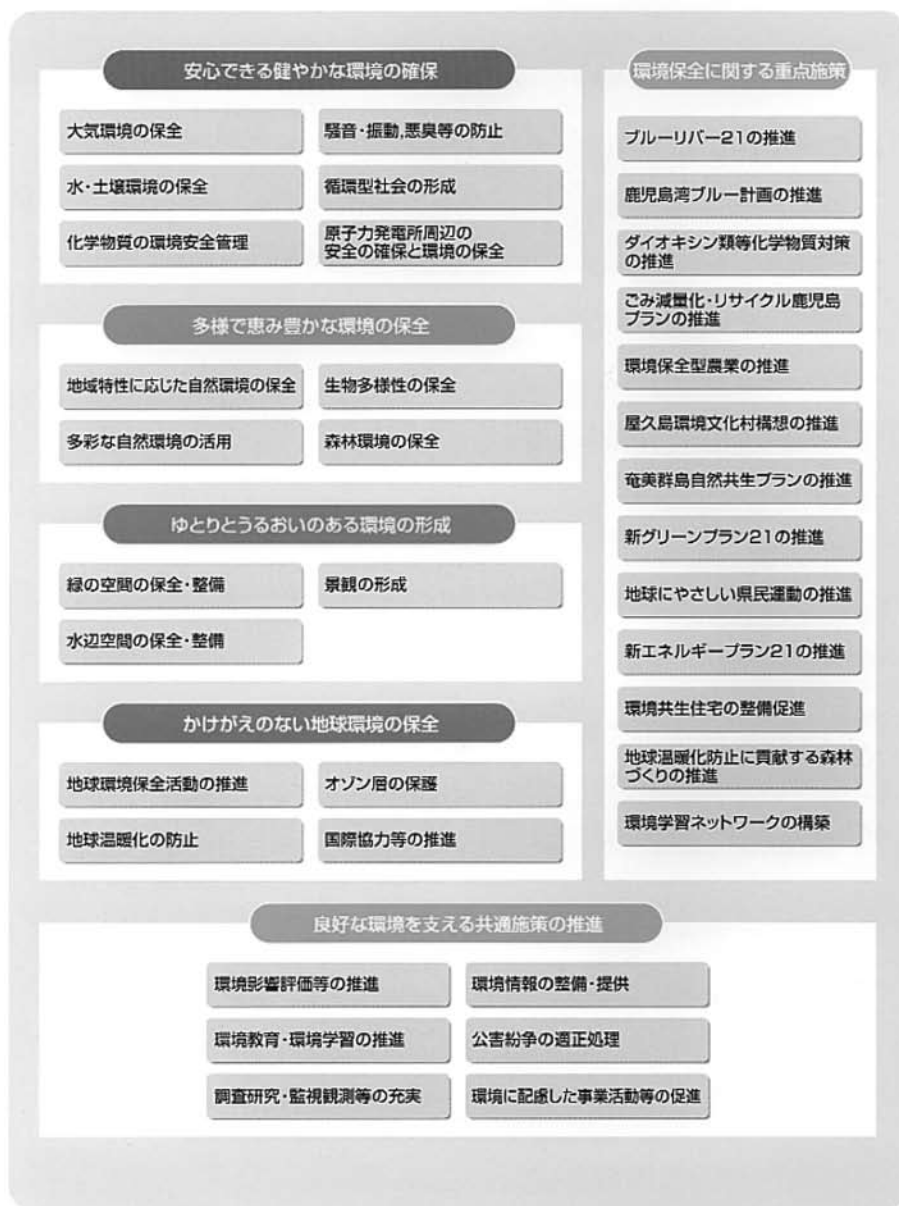 安心できる健やかな環境の確保
大気環境の保全
騒音・振動,悪臭等の防止
水・土壌環境の保全
循環型社会の形成
化学物質の環境安全管理
原子力発電所周辺の
安全の確保と環境の保全
多様で恵み豊かな環境の保全
地域特性に応じた自然環境の保全
生物多様性の保全
多彩な自然環境の活用
森林環境の保全
ゆとりとうるおいのある環境の形成
緑の空間の保全・整備
景観の形成
水辺空間の保全・整備
かけがえのない地球環境の保全
地球環境保全活動の推進
オゾン層の保護
地球温暖化の防止
国際協力等の推進
環境保全に関する重点施策
ブルーリバー21の推進
鹿児島湾ブルー計画の推進
ダイオキシン類等化学物質対策
の推進
ごみ減量化・リサイクル鹿児島
プランの推進
環境保全型農業の推進
屋久島環境文化村構想の推進
奄美群島自然共生プランの推進
新グリーンプラン21の推進
地球にやさしい県民運動の推進
新エネルギープラン21の推進
環境共生住宅の整備促進
地球温暖化防止に貢献する森林
づくりの推進
環境学習ネットワークの構築
良好な環境を支える共通施策の推進
環境影響評価等の推進
環境情報の整備・提供
環境教育・環境学習の推進
公害紛争の適正処理
調査研究・監視観測等の充実
環境に配慮した事業活動等の促進